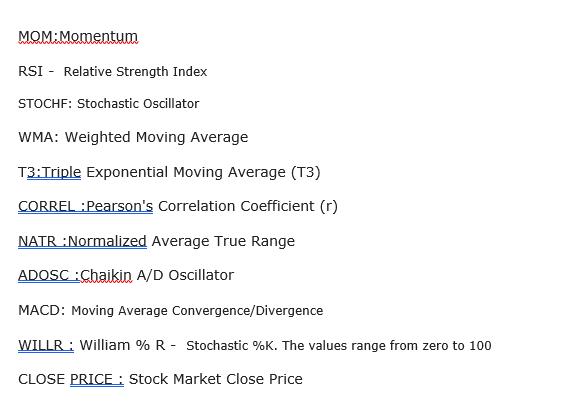 MOM:Momentum
RSI - Relative Strength Index
STOCHF: Stochastic Oscillator
WMA: Weighted Moving Average
T3:Triple Exponential Moving Average (T3)
CORREL :Pearson's Correlation Coefficient (r)
NATR :Normalized Average True Range
ADOSC :Chaikin A/D Oscillator
MACD: Moving Average Convergence/Divergence
WILLR : William % R - Stochastic %K. The values range from zero to 100
CLOSE PRICE : Stock Market Close Price